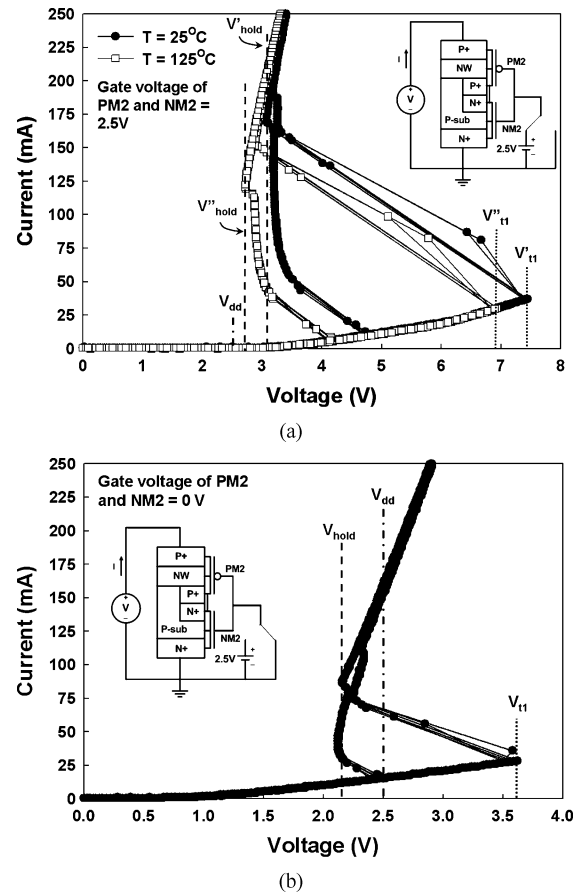 250
225
200
175
150
125
100
75
50
25
0
Current (mA)
T = 25°C
T = 125°C
Gate voltage of
PM2 and NM2 =
2.5V
V'hold
V''hold
Vdd
V''t1
V't1
I
+
V
−
P+
NW
P+
N+
P-sub
N+
PM2
NM2
2.5V
+
−
0 1 2 3 4 5 6 7 8
Voltage (V)
(a)
250
225
200
175
150
125
100
75
50
25
0
Current (mA)
Gate voltage of PM2
and NM2 = 0 V
Vhold
Vdd
Vt1
I
+
V
−
P+
NW
P+
N+
P-sub
N+
PM2
NM2
2.5V
+
−
0.0 0.5 1.0 1.5 2.0 2.5 3.0 3.5 4.0
Voltage (V)
(b)